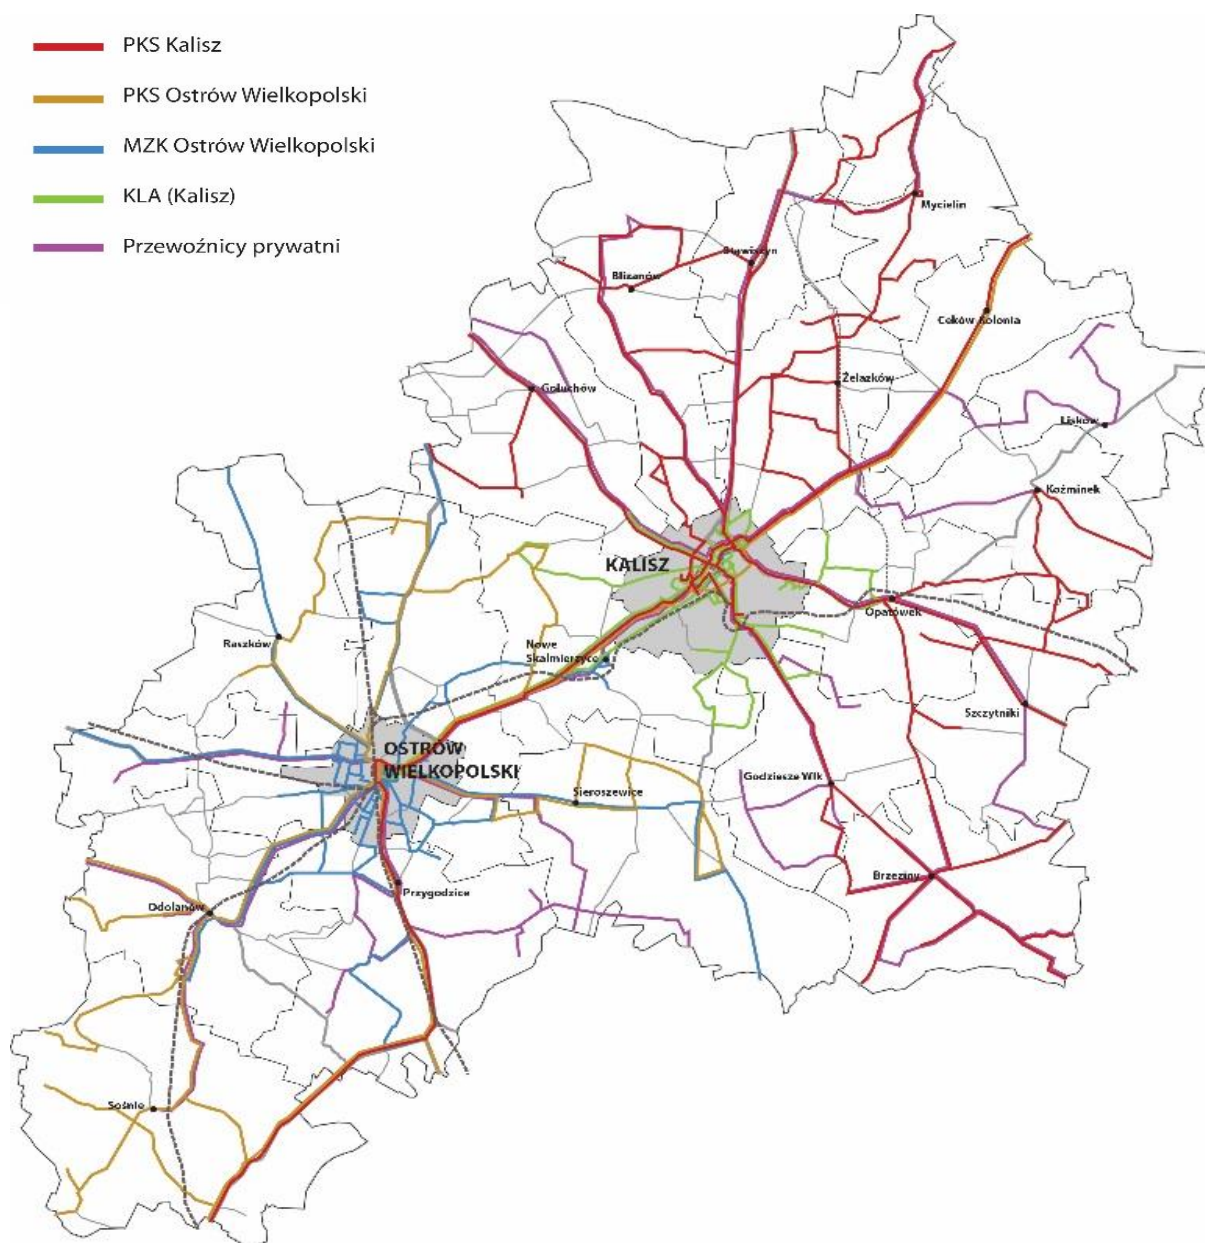 PKS Kalisz
PKS Ostrów Wielkopolski
MZK Ostrów Wielkopolski
KLA (Kalisz)
Przewoźnicy prywatni
Mycielin
Stawiszyn
Blizanów
Ceków Kolonia
Żelazków
Gołuchów
Lisków
Koźminek
KALISZ
Opatówek
Raszków
Nowe
Skalmierzyce
Szczytniki
OSTRÓW
WIELKOPOLSKI
Godziesze Wlk
Sieroszewice
Brzeziny
Przygodzice
Odolanów
Sośnie